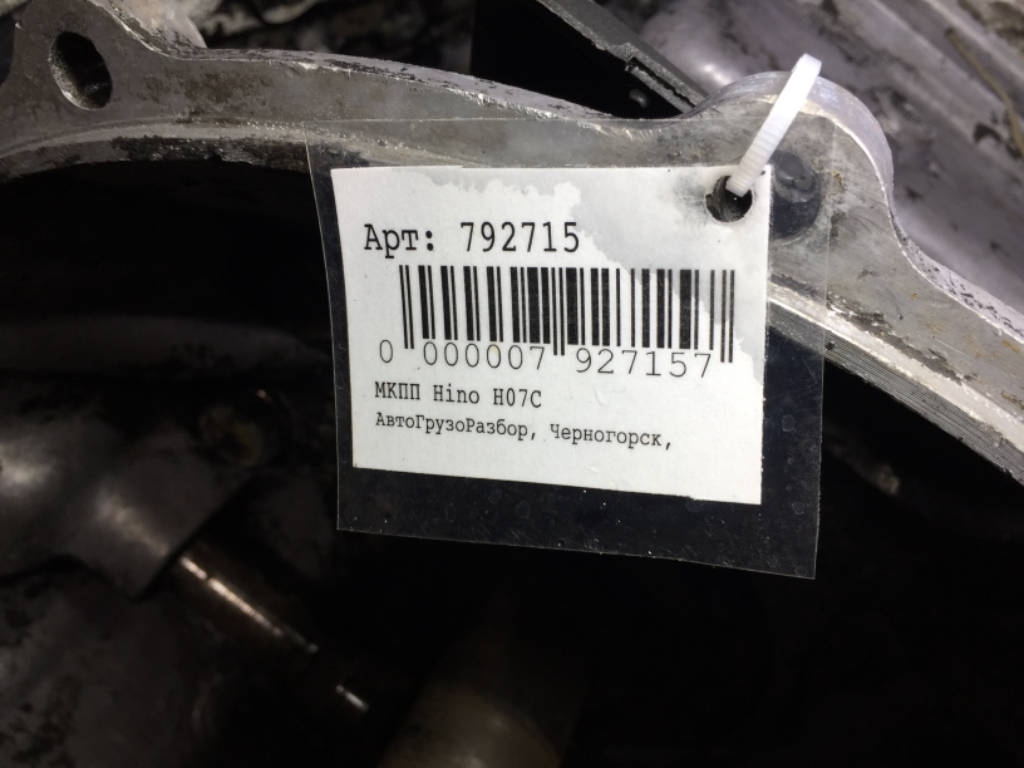 Арт: 792715
0 000007 927157
МКПП Hino H07C
АвтоГрузоРазбор, Черногорск,